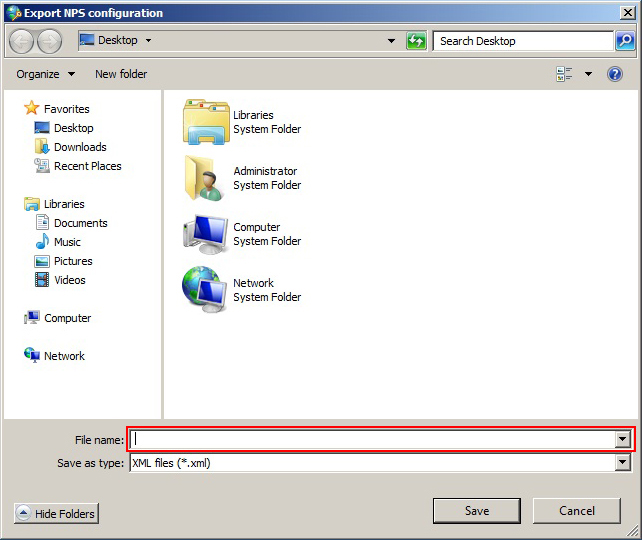 Export NPS configuration
Desktop
Search Desktop
Organize
New folder
Favorites
Desktop
Downloads
Recent Places
Libraries
Documents
Music
Pictures
Videos
Computer
Network
Libraries
System Folder
Administrator
System Folder
Computer
System Folder
Network
System Folder
File name:
Save as type:
XML files (*.xml)
Hide Folders
Save
Cancel